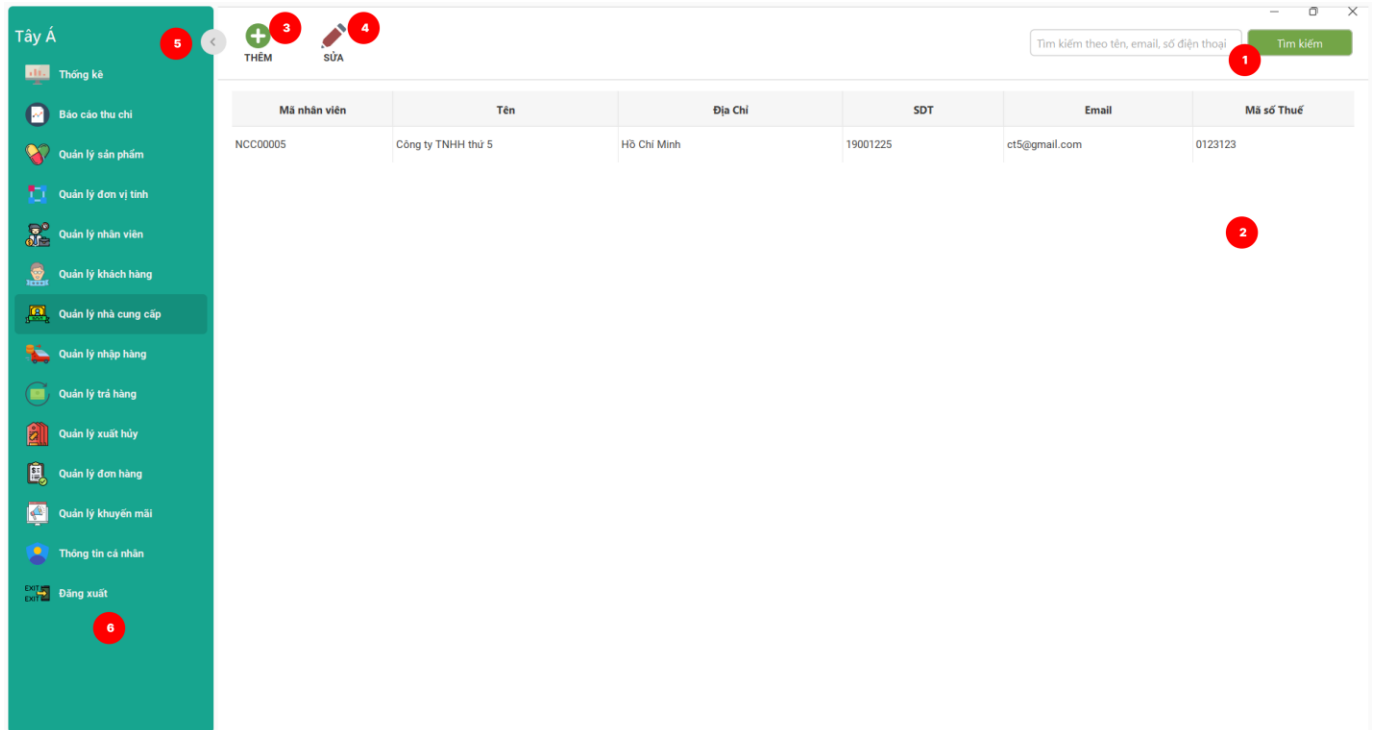 Tây Á
5
Thống kê
Báo cáo thu chi
Quản lý sản phẩm
Quản lý đơn vị tính
Quản lý nhân viên
Quản lý khách hàng
Quản lý nhà cung cấp
Quản lý nhập hàng
Quản lý trả hàng
Quản lý xuất hủy
Quản lý đơn hàng
Quản lý khuyến mãi
Thông tin cá nhân
EXIT
EXIT
Đăng xuất
6
THÊM
3
SỬA
4
Tìm kiếm theo tên, email, số điện thoại
Tìm kiếm
1
Mã nhân viên Tên Địa Chỉ SDT Email Mã số Thuế
NCC00005 Công ty TNHH thứ 5 Hồ Chí Minh 19001225 ct5@gmail.com 0123123
2